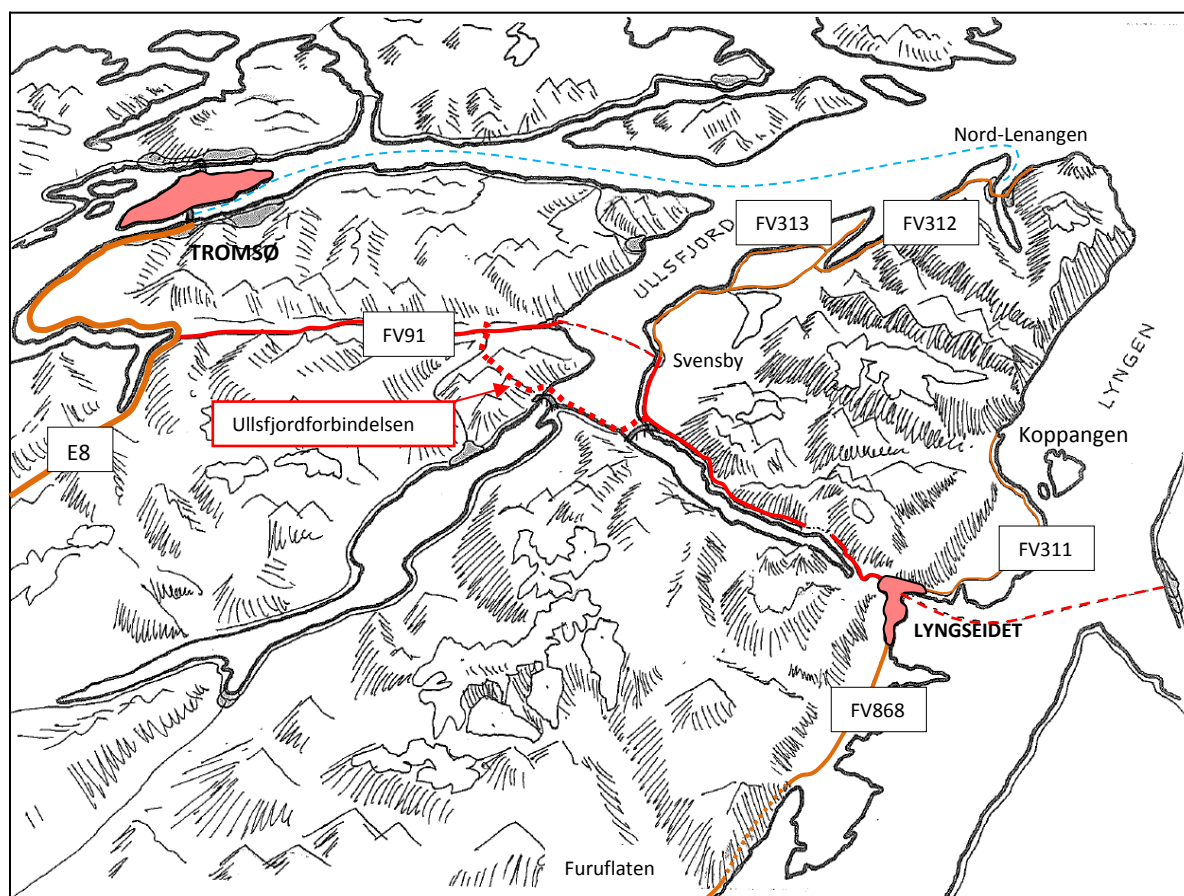 Nord-Lenangen
FV313
FV312
ULLSFJORD
TROMSØ
FV91
Svensby
LYNGEN
Ullsfjordforbindelsen
Koppangen
E8
FV311
LYNGSEIDET
FV868
Furuflaten